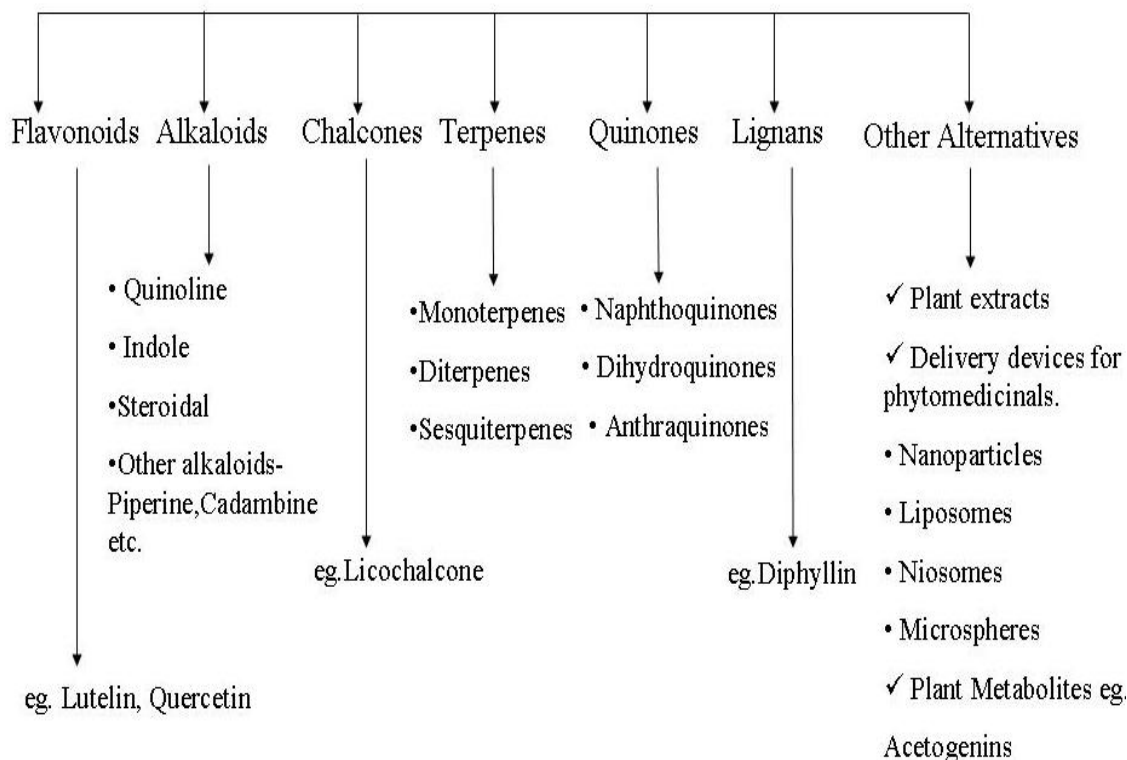 Flavonoids
Alkaloids
Chalcones
Terpenes
Quinones
Lignans
Other Alternatives
eg. Lutelin, Quercetin
• Quinoline
• Indole
•Steroidal
•Other alkaloids-
Piperine,Cadambine
etc.
eg.Licochalcone
•Monoterpenes
•Diterpenes
•Sesquiterpenes
• Naphthoquinones
• Dihydroquinones
• Anthraquinones
eg.Diphyllin
✓ Plant extracts
✓ Delivery devices for
phytomedicinals.
• Nanoparticles
• Liposomes
• Niosomes
• Microspheres
✓ Plant Metabolites eg.
Acetogenins